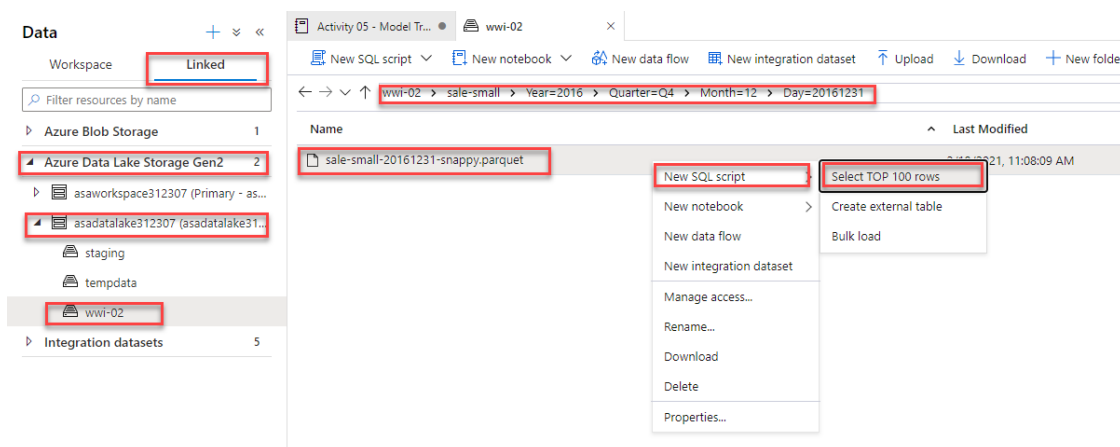 Data
Workspace
Linked
Filter resources by name
Azure Blob Storage 1
Azure Data Lake Storage Gen2 2
asaworkspace312307 (Primary - as...
asadatalake312307 (asadatalake31...
staging
tempdata
wwi-02
Integration datasets 5
Activity 05 - Model Tr...
wwi-02
New SQL script
New notebook
New data flow
New integration dataset
Upload
Download
New folde
wwi-02 > sale-small > Year=2016 > Quarter=Q4 > Month=12 > Day=20161231
Name
Last Modified
sale-small-20161231-snappy.parquet
2021, 11:08:09 AM
New SQL script
New notebook
New data flow
New integration dataset
Manage access...
Rename...
Download
Delete
Properties...
Select TOP 100 rows
Create external table
Bulk load